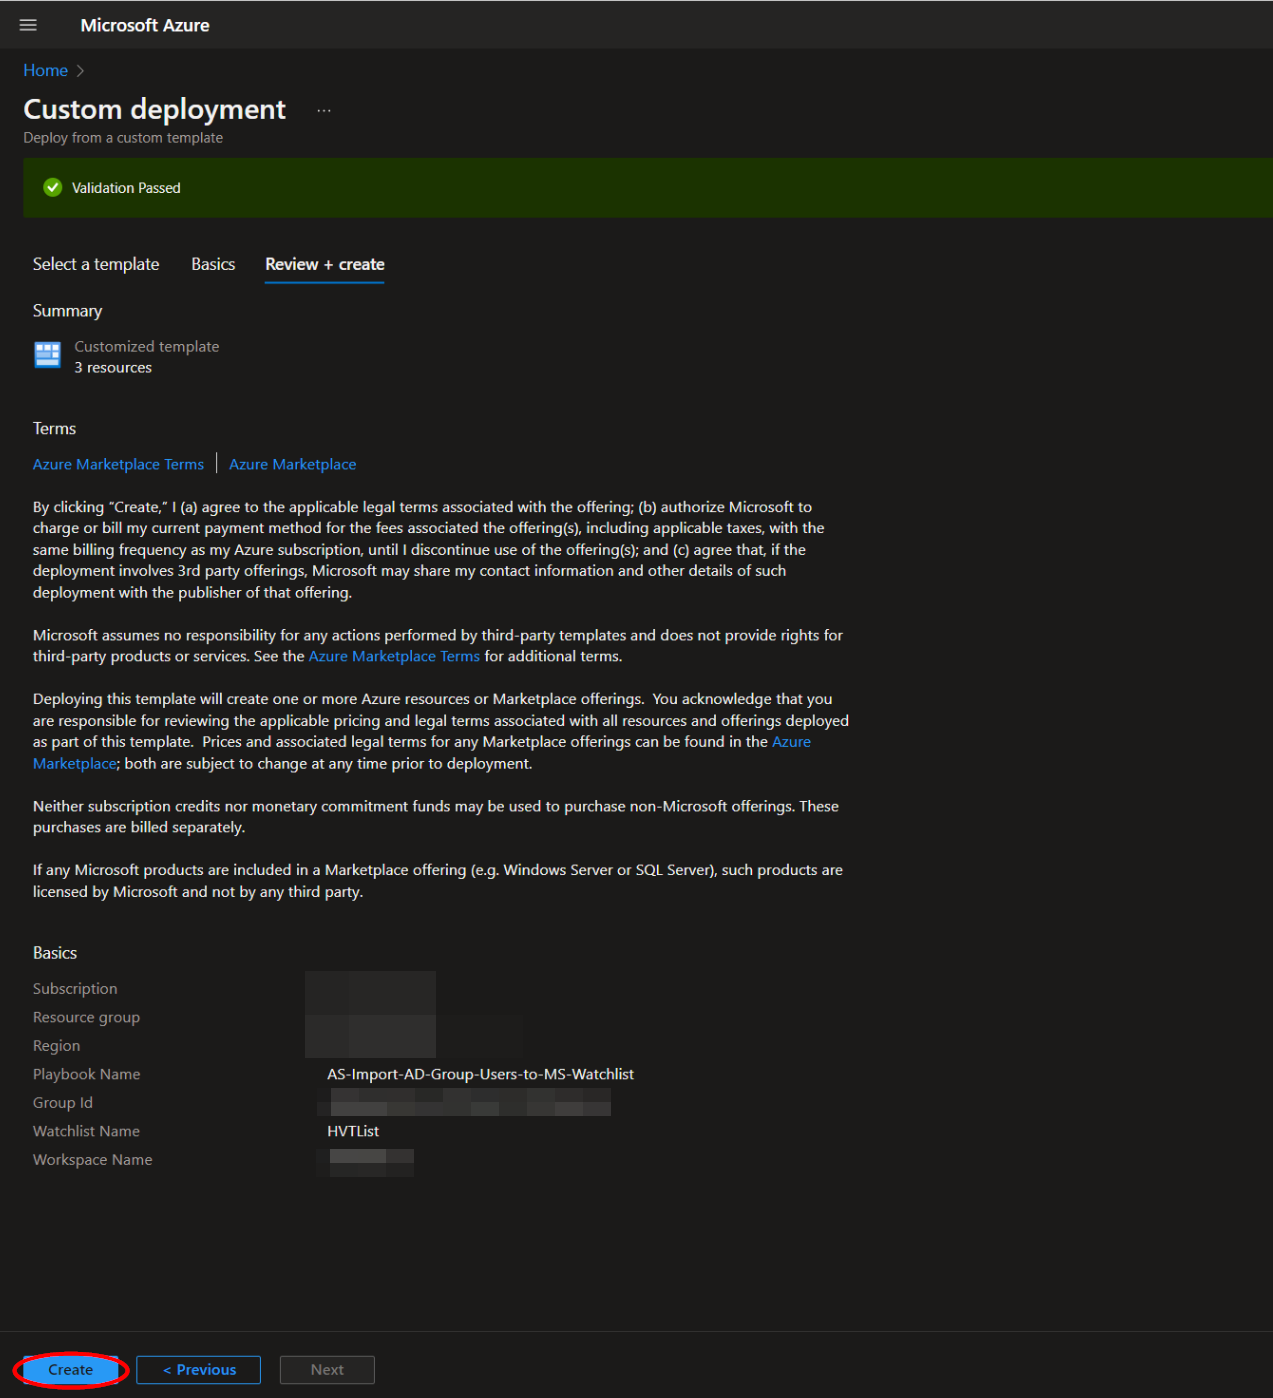 Microsoft Azure
Home >
Custom deployment ...
Deploy from a custom template
Validation Passed
Select a template Basics Review + create
Summary
Customized template
3 resources
Terms
Azure Marketplace Terms | Azure Marketplace
By clicking “Create,” I (a) agree to the applicable legal terms associated with the offering; (b) authorize Microsoft to
charge or bill my current payment method for the fees associated the offering(s), including applicable taxes, with the
same billing frequency as my Azure subscription, until I discontinue use of the offering(s); and (c) agree that, if the
deployment involves 3rd party offerings, Microsoft may share my contact information and other details of such
deployment with the publisher of that offering.
Microsoft assumes no responsibility for any actions performed by third-party templates and does not provide rights for
third-party products or services. See the Azure Marketplace Terms for additional terms.
Deploying this template will create one or more Azure resources or Marketplace offerings.  You acknowledge that you
are responsible for reviewing the applicable pricing and legal terms associated with all resources and offerings deployed
as part of this template.  Prices and associated legal terms for any Marketplace offerings can be found in the Azure
Marketplace; both are subject to change at any time prior to deployment.
Neither subscription credits nor monetary commitment funds may be used to purchase non-Microsoft offerings. These
purchases are billed separately.
If any Microsoft products are included in a Marketplace offering (e.g. Windows Server or SQL Server), such products are
licensed by Microsoft and not by any third party.
Basics
Subscription
Resource group
Region
Playbook Name AS-Import-AD-Group-Users-to-MS-Watchlist
Group Id
Watchlist Name HVTList
Workspace Name
Create < Previous Next